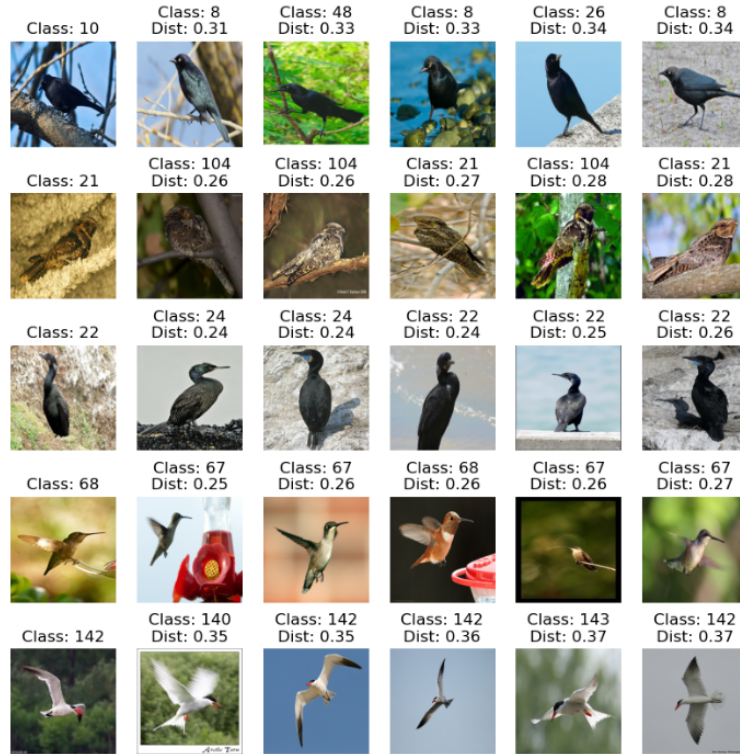 Class: 10
Class: 8
Dist: 0.31
Class: 48
Dist: 0.33
Class: 8
Dist: 0.33
Class: 26
Dist: 0.34
Class: 8
Dist: 0.34
Class: 21
Class: 104
Dist: 0.26
Class: 104
Dist: 0.26
Class: 21
Dist: 0.27
Class: 104
Dist: 0.28
Class: 21
Dist: 0.28
Class: 22
Class: 24
Dist: 0.24
Class: 24
Dist: 0.24
Class: 22
Dist: 0.24
Class: 22
Dist: 0.25
Class: 22
Dist: 0.26
Class: 68
Class: 67
Dist: 0.25
Class: 67
Dist: 0.26
Class: 68
Dist: 0.26
Class: 67
Dist: 0.26
Class: 67
Dist: 0.27
Class: 142
Class: 140
Dist: 0.35
Class: 142
Dist: 0.35
Class: 142
Dist: 0.36
Class: 143
Dist: 0.37
Class: 142
Dist: 0.37
Arctic Tern